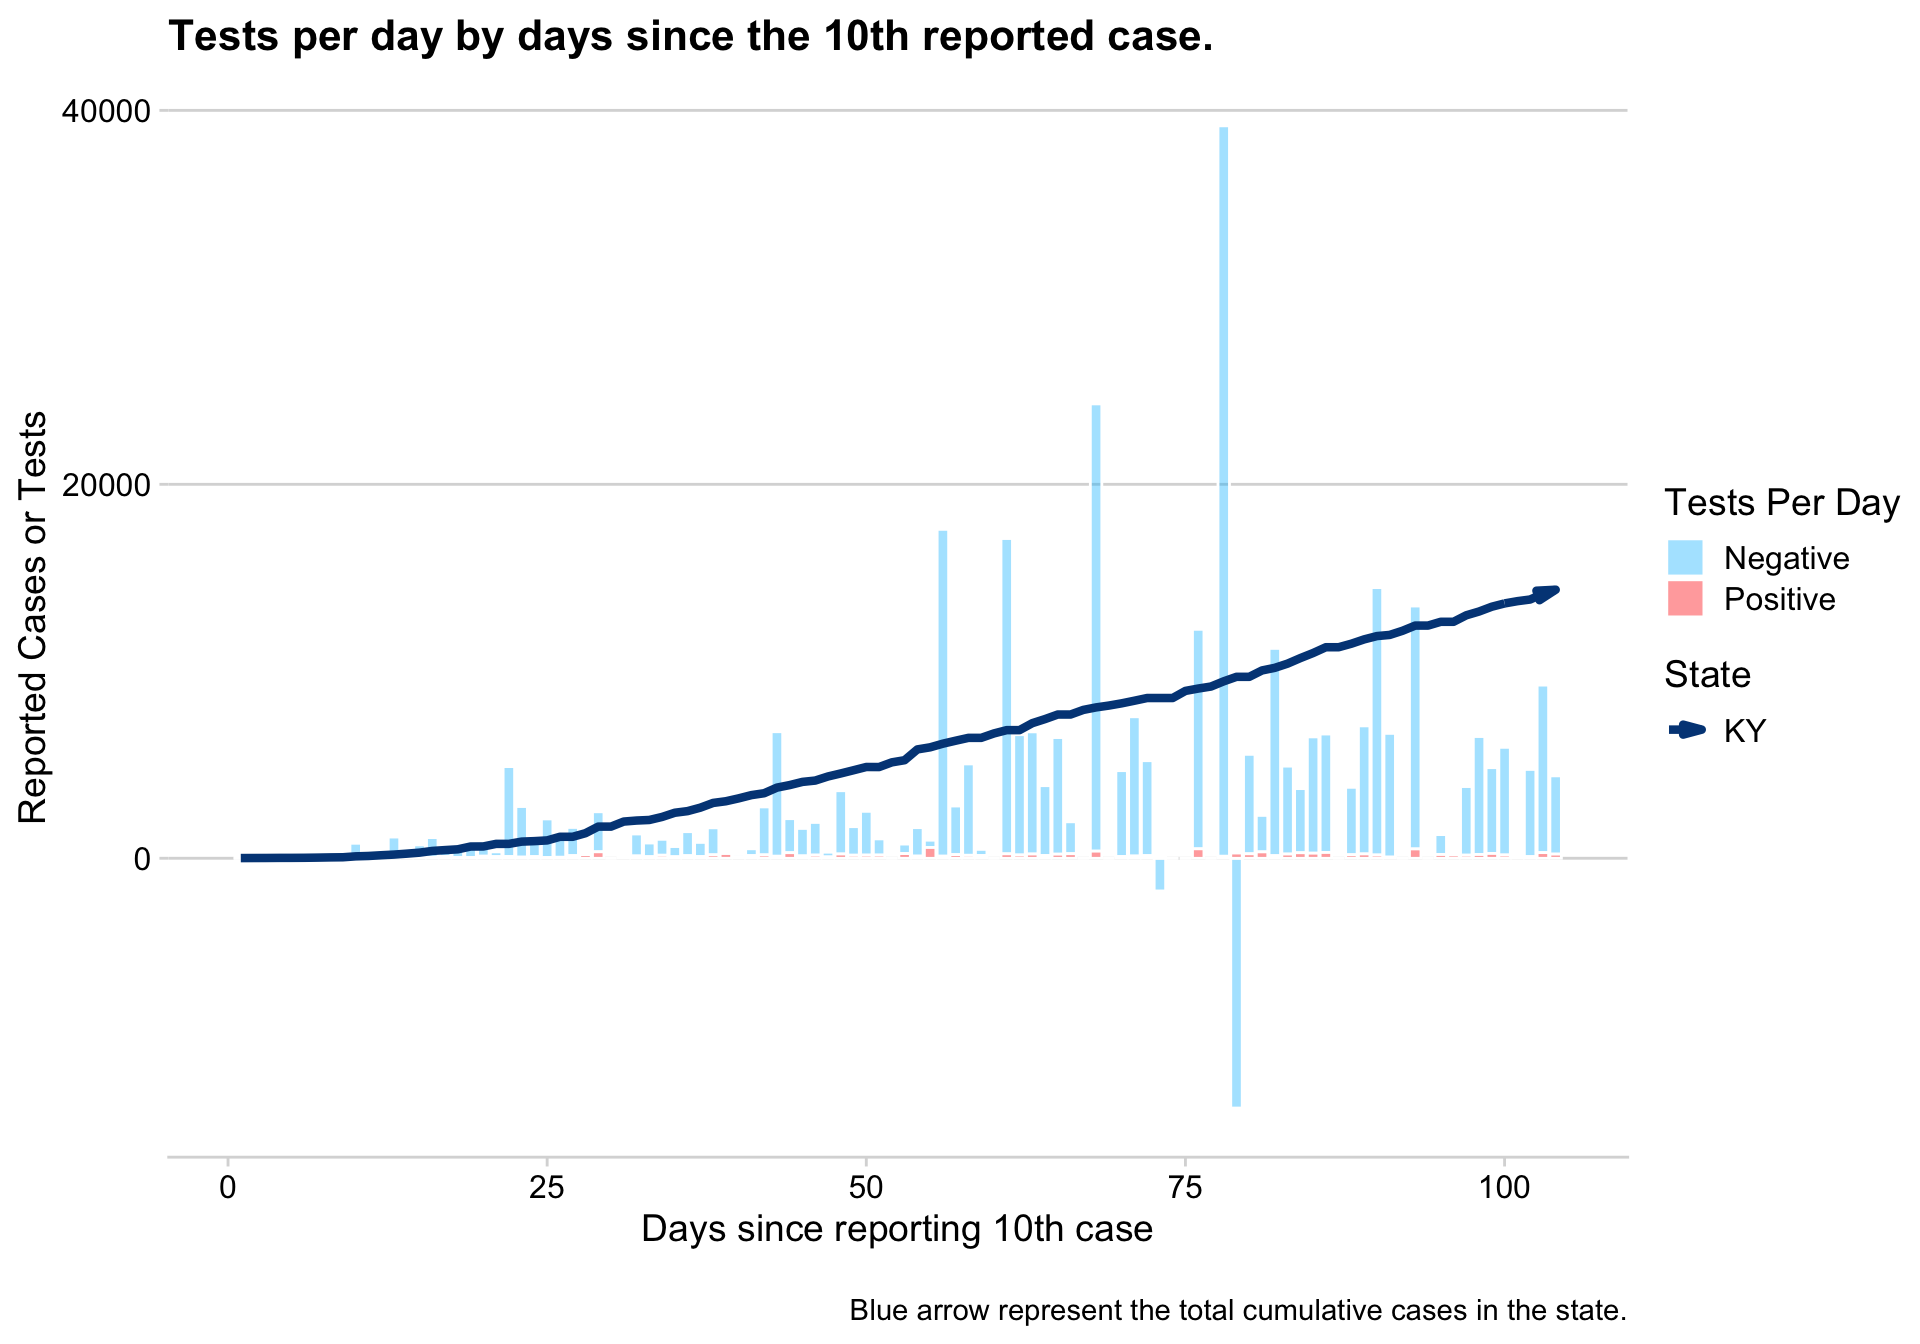 Tests per day by days since the 10th reported case.
40000
20000
0
Reported Cases or Tests
0
25
50
75
100
Days since reporting 10th case
Tests Per Day
Negative
Positive
State
KY
Blue arrow represent the total cumulative cases in the state.